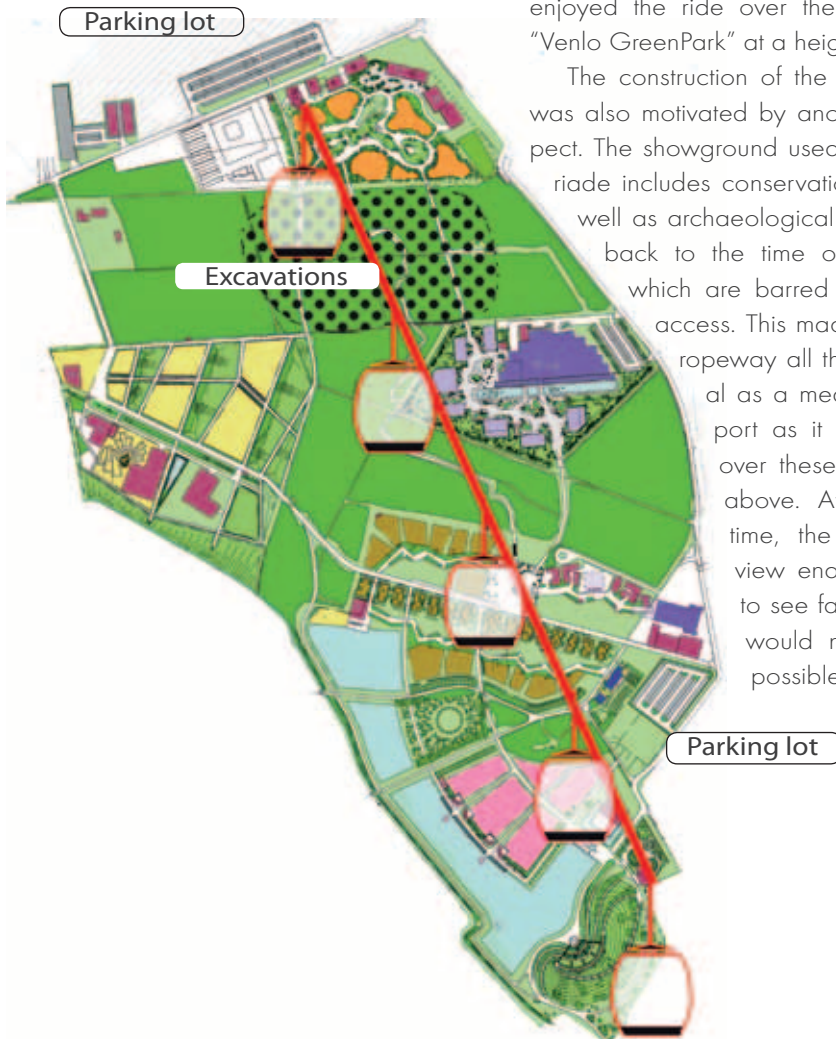 Parking lot
enjoyed the ride over the
“Venlo GreenPark” at a heig
The construction of the
was also motivated by ano
pect. The showground used
riade includes conservatio
well as archaeological
back to the time o
which are barred
access. This mad
ropeway all th
al as a mea
port as it
over these
above. A
time, the
view ena
to see fa
would r
possible
Excavations
Parking lot